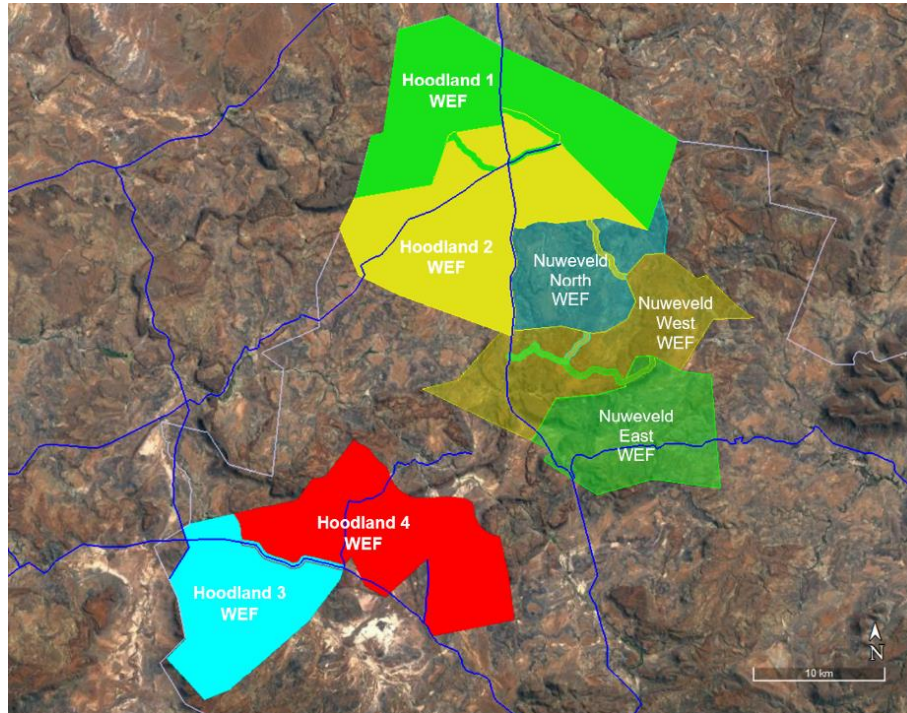 Hoodland 1
WEF
Hoodland 2
WEF
Nuweveld
North
WEF
Nuweveld
West
WEF
Nuweveld
East
WEF
Hoodland 4
WEF
Hoodland 3
WEF
N
10 km